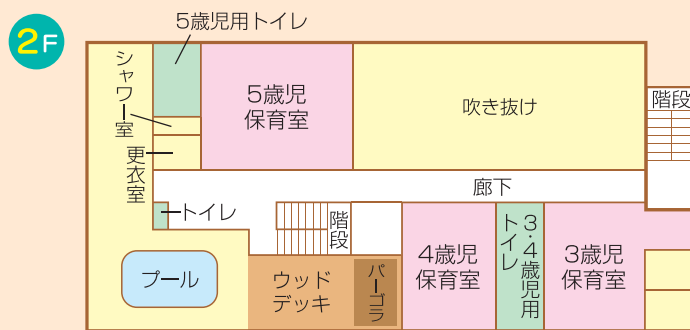 2F
5歳児用トイレ
シャワー室
5歳児
保育室
吹き抜け
階段
更衣室
廊下
トイレ
階段
プール
ウッド
デッキ
パーゴラ
4歳児
保育室
3・4歳児用
トイレ
3歳児
保育室